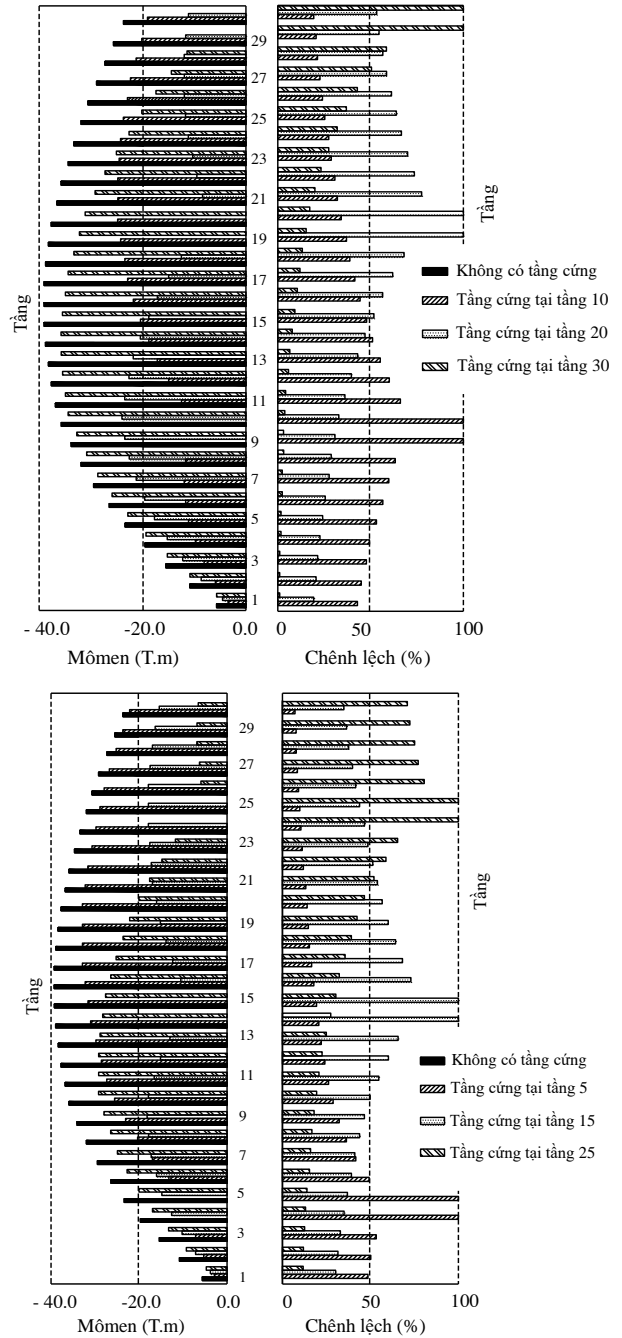 29
27
25
23
21
19
17
15
13
11
9
7
5
3
1
Tầng
Tầng
Không có tầng cứng
Tầng cứng tại tầng 10
Tầng cứng tại tầng 20
Tầng cứng tại tầng 30
- 40.0 -20.0 0.0
0 50 100
Mômen (T.m) Chênh lệch (%)
29
27
25
23
21
19
17
15
13
11
9
7
5
3
1
Tầng
Tầng
Không có tầng cứng
Tầng cứng tại tầng 5
Tầng cứng tại tầng 15
Tầng cứng tại tầng 25
- 40.0 -20.0 0.0
0 50 100
Mômen (T.m) Chênh lệch (%)